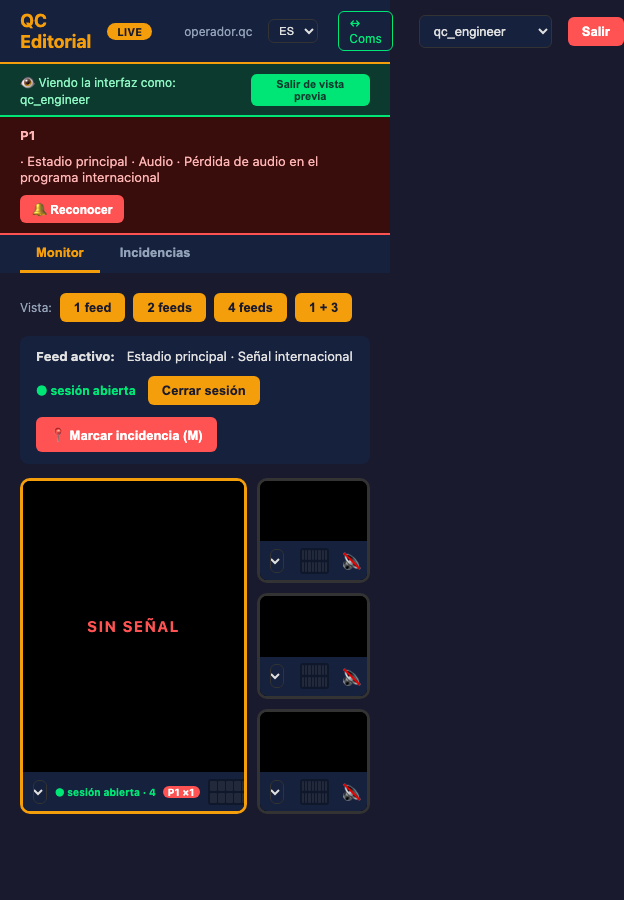 QC
Editorial
LIVE
operador.qc
ES
↔
Coms
qc_engineer
Salir
👁️ Viendo la interfaz como:
qc_engineer
Salir de vista
previa
P1
· Estadio principal · Audio · Pérdida de audio en el
programa internacional
🔔 Reconocer
Monitor
Incidencias
Vista:
1 feed
2 feeds
4 feeds
1 + 3
Feed activo: Estadio principal · Señal internacional
sesión abierta
Cerrar sesión
📍 Marcar incidencia (M)
SIN SEÑAL
sesión abierta · 4
P1 x1